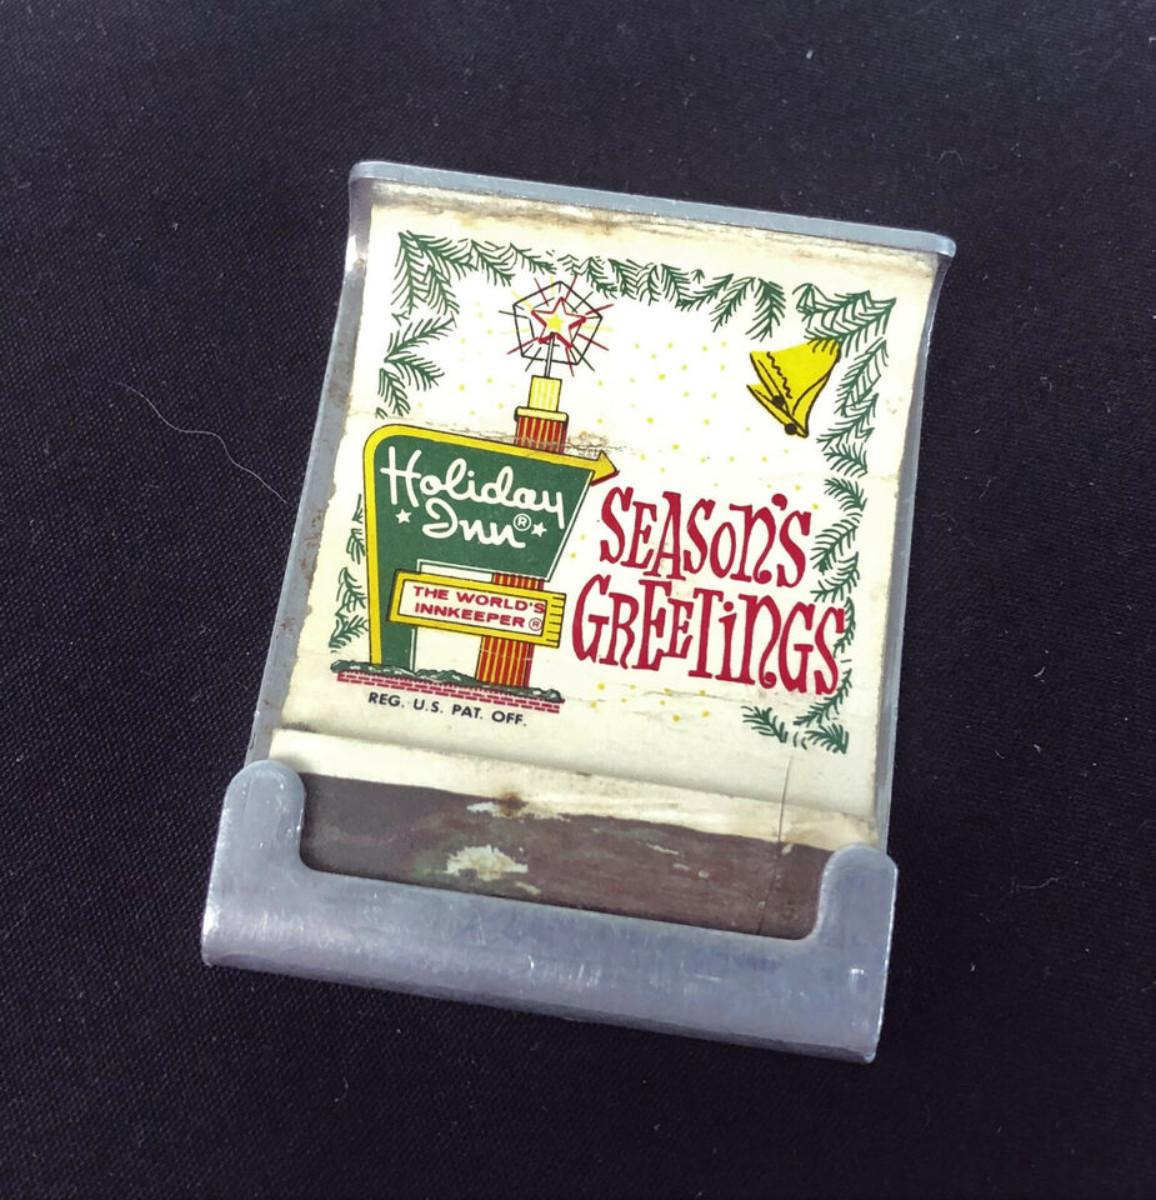 Holiday
Inn®
THE WORLD'S
INNKEEPER®
REG. U.S. PAT. OFF.
SEASON'S
GREETINGS